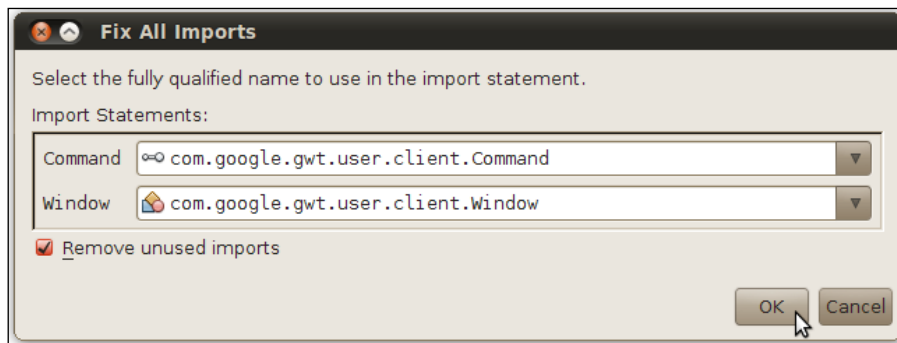 Fix All Imports
Select the fully qualified name to use in the import statement.
Import Statements:
Command com.google.gwt.user.client.Command
Window com.google.gwt.user.client.Window
Remove unused imports
OK Cancel